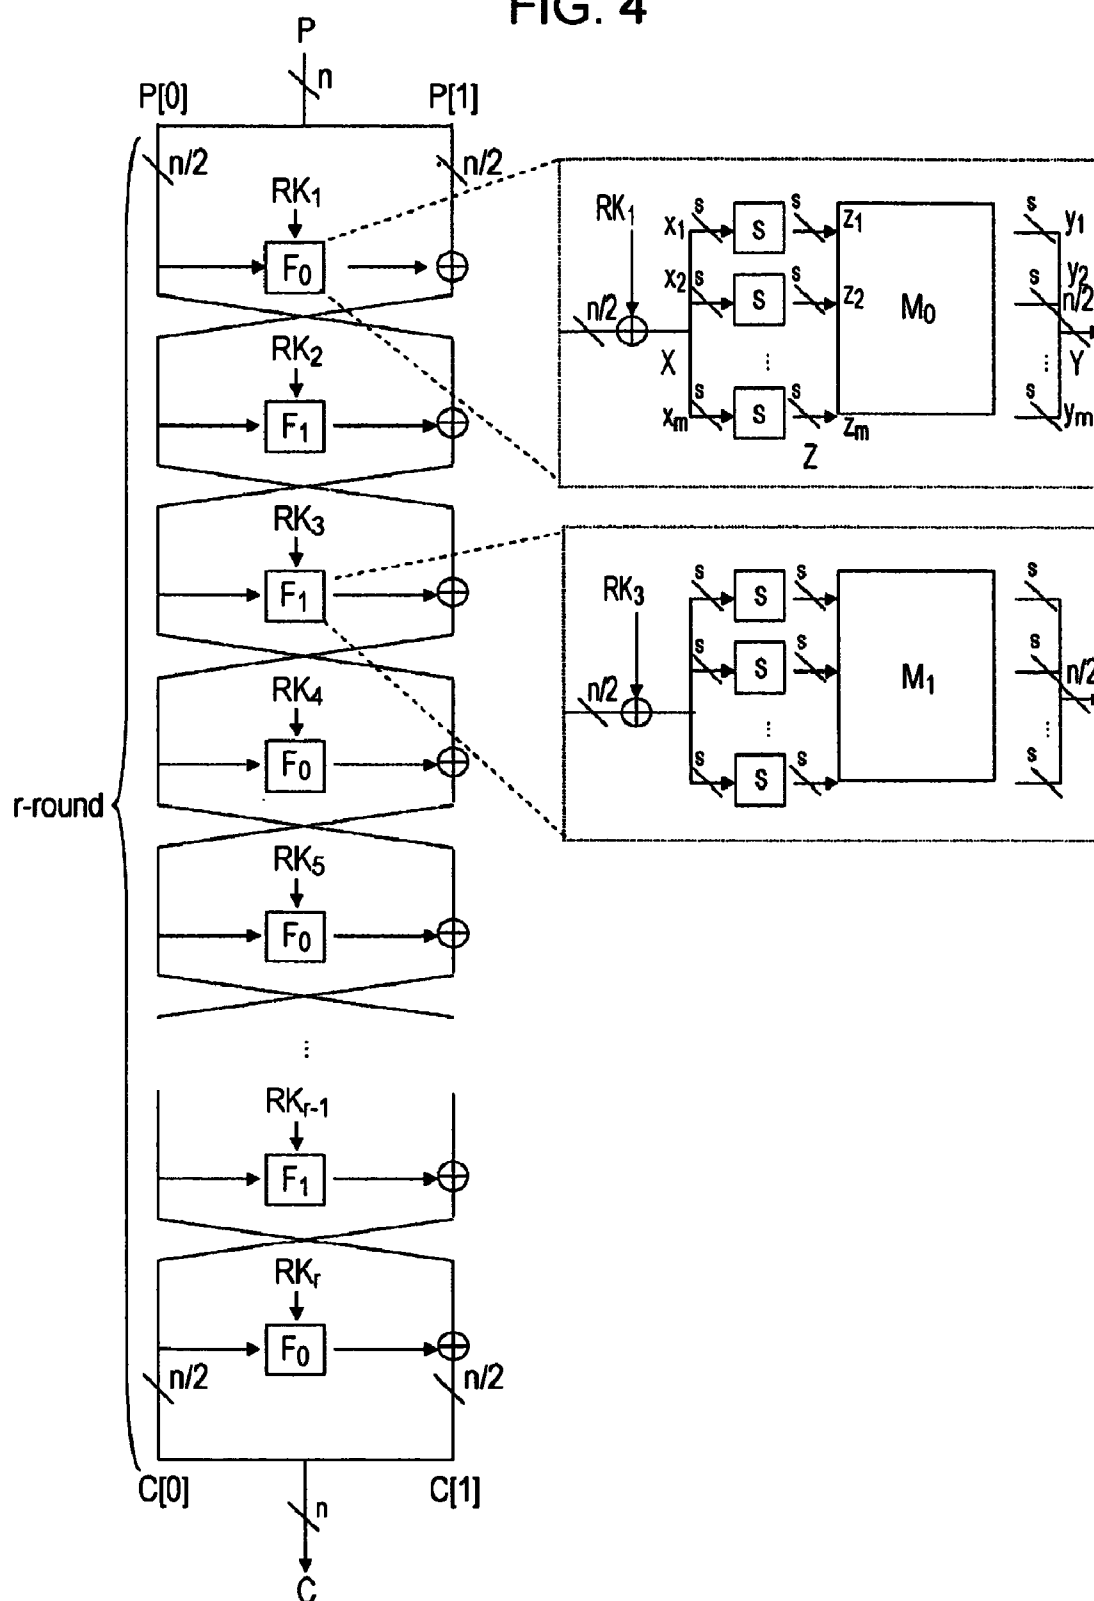 FIG. 4
P
n
P[0] P[1]
n/2 n/2
RK1
F0
RK2
F1
RK3
F1
RK4
F0
r-round
RK5
F0
...
RKr-1
F1
RKr
F0
n/2 n/2
C[0] C[1]
n
C
RK1
n/2
X
x1 s S s z1
x2 s S s z2
...
xm s S s zm
Z
M0
s y1
s y2
n/2
... Y
s ym
RK3
n/2
s S s
s S s
...
s S s
M1
s
s n/2
...
s